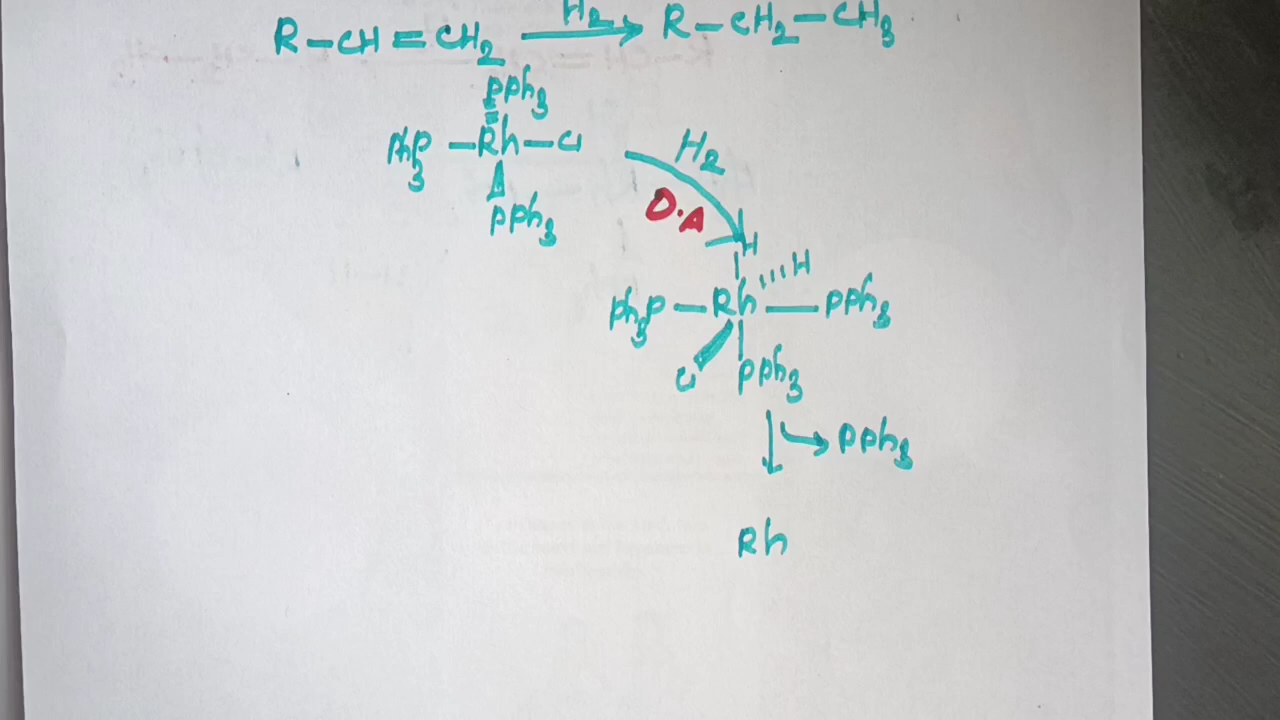 R-CH=CH2 H2→ R-CH2-CH3
PPh3
Ph3P-Rh-Cl H2
O.A
PPh3
H
H
Ph3P-Rh-PPh3
Cl PPh3
PPh3
Rh